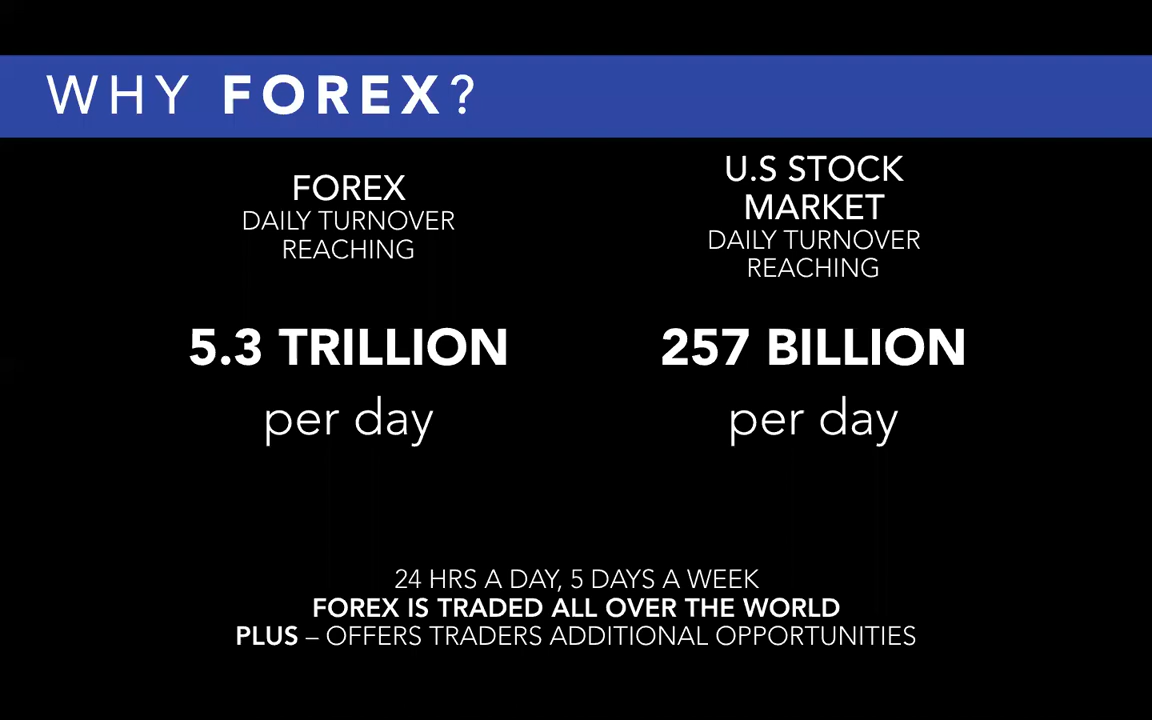 WHY FOREX?
FOREX
DAILY TURNOVER
REACHING
5.3 TRILLION
per day
U.S STOCK
MARKET
DAILY TURNOVER
REACHING
257 BILLION
per day
24 HRS A DAY, 5 DAYS A WEEK
FOREX IS TRADED ALL OVER THE WORLD
PLUS – OFFERS TRADERS ADDITIONAL OPPORTUNITIES